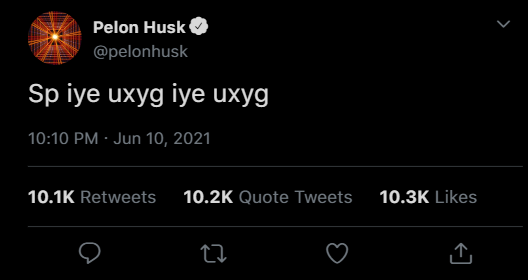 Pelon Husk
@pelonhusk
Sp iye uxyg iye uxyg
10:10 PM · Jun 10, 2021
10.1K Retweets 10.2K Quote Tweets 10.3K Likes